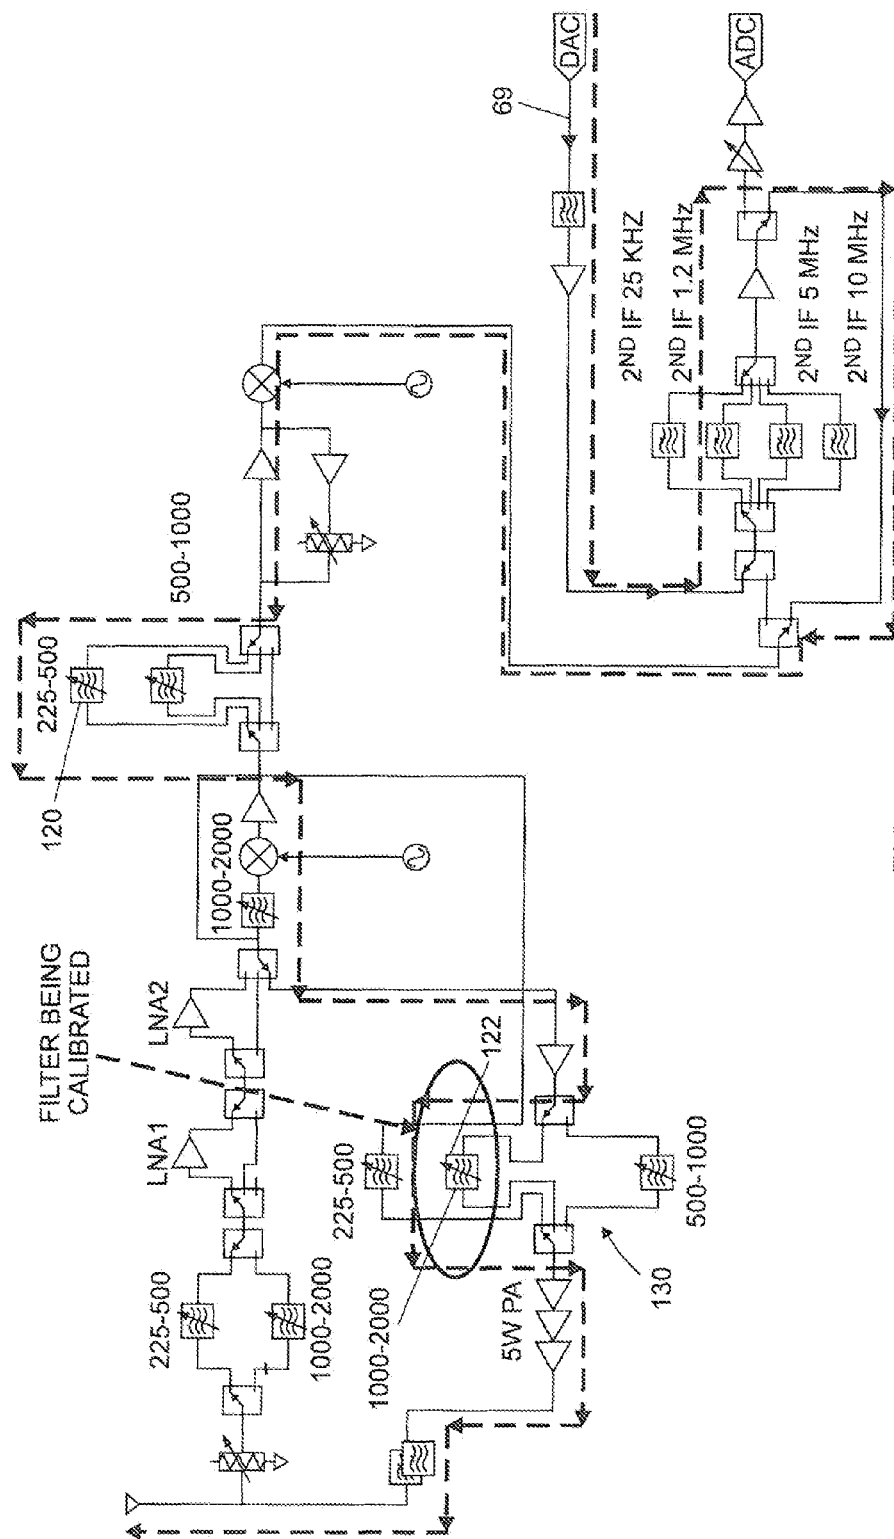 FILTER BEING
CALIBRATED
225-500
1000-2000
LNA1
LNA2
1000-2000
120
225-500
500-1000
1000-2000
225-500
122
5W PA
130
500-1000
69
DAC
2ND IF 25 KHZ
2ND IF 1.2 MHz
ADC
2ND IF 5 MHz
2ND IF 10 MHz